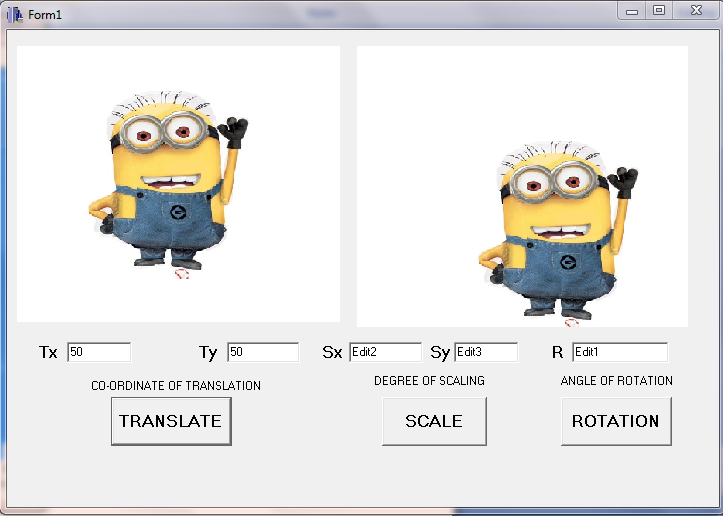 Form1
Tx 50 Ty 50 Sx Edit2 Sy Edit3 R Edit1
CO-ORDINATE OF TRANSLATION DEGREE OF SCALING ANGLE OF ROTATION
TRANSLATE SCALE ROTATION